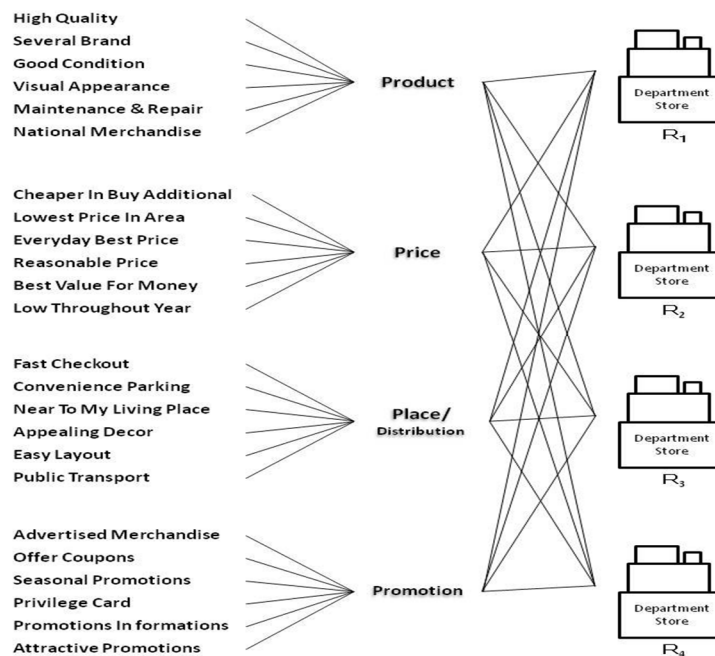 High Quality
Several Brand
Good Condition
Visual Appearance
Maintenance & Repair
National Merchandise
Product
Department
Store
R1
Cheaper In Buy Additional
Lowest Price In Area
Everyday Best Price
Reasonable Price
Best Value For Money
Low Throughout Year
Price
Department
Store
R2
Fast Checkout
Convenience Parking
Near To My Living Place
Appealing Decor
Easy Layout
Public Transport
Place/
Distribution
Department
Store
R3
Advertised Merchandise
Offer Coupons
Seasonal Promotions
Privilege Card
Promotions In formations
Attractive Promotions
Promotion
Department
Store
R4